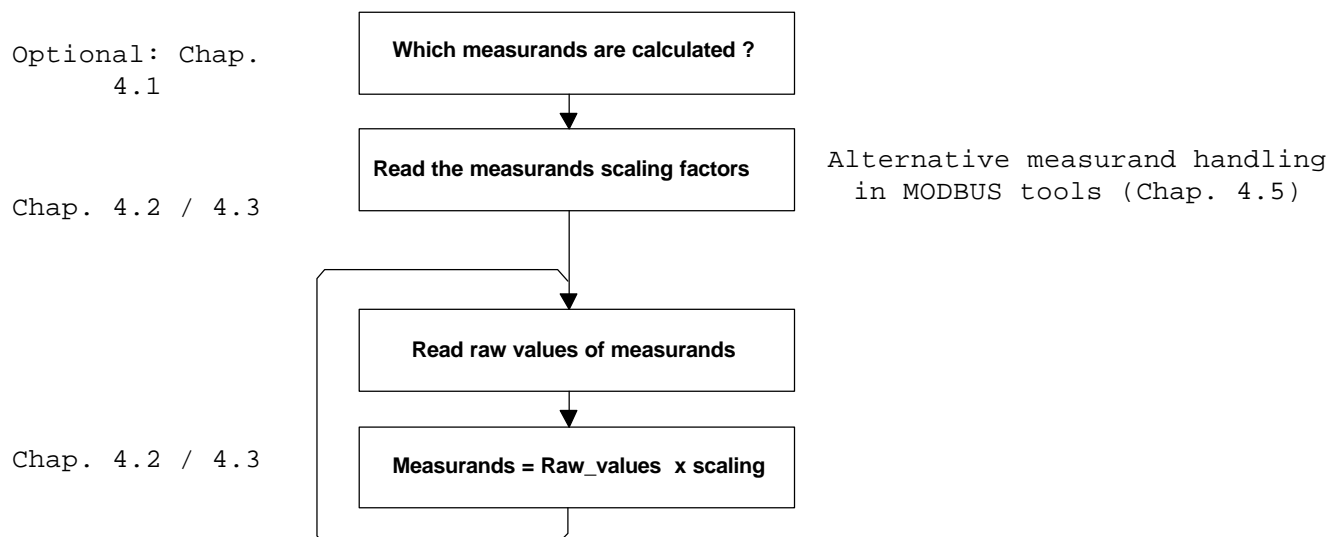 Optional: Chap.
4.1
Which measurands are calculated ?
Read the measurands scaling factors
Alternative measurand handling
in MODBUS tools (Chap. 4.5)
Chap. 4.2 / 4.3
Read raw values of measurands
Chap. 4.2 / 4.3
Measurands = Raw_values x scaling